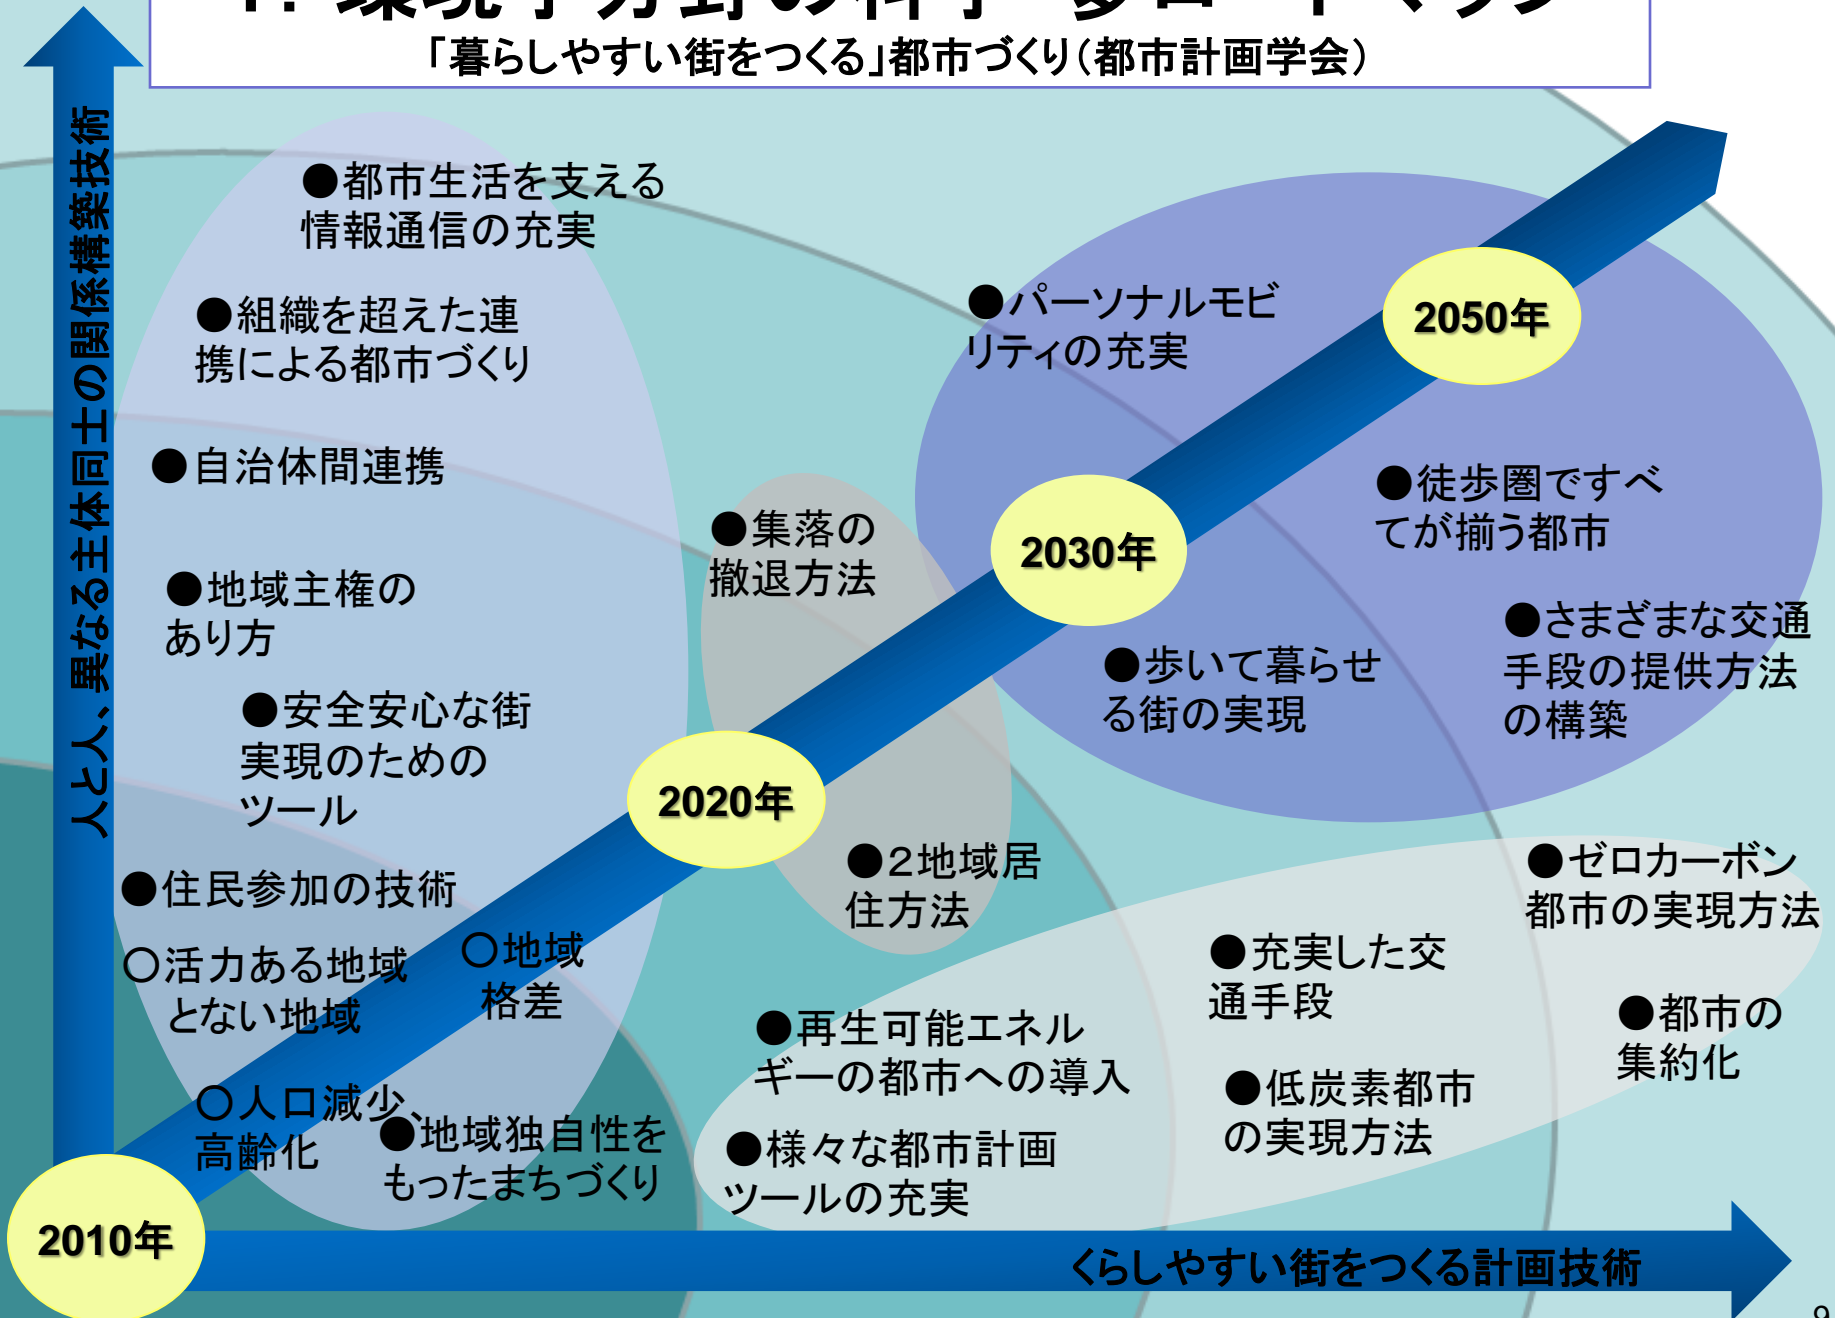 「暮らしやすい街をつくる」都市づくり（都市計画学会）
人と人、異なる主体同士の関係構築技術
●都市生活を支える
情報通信の充実
●組織を超えた連
携による都市づくり
●自治体間連携
●地域主権の
あり方
●安全安心な街
実現のための
ツール
●住民参加の技術
○活力ある地域
とない地域
○地域
格差
○人口減少、
高齢化
●地域独自性を
もったまちづくり
●集落の
撤退方法
●２地域居
住方法
●パーソナルモビ
リティの充実
●徒歩圏ですべ
てが揃う都市
●歩いて暮らせ
る街の実現
●さまざまな交通
手段の提供方法
の構築
●ゼロカーボン
都市の実現方法
●充実した交
通手段
●都市の
集約化
●再生可能エネル
ギーの都市への導入
●低炭素都市
の実現方法
●様々な都市計画
ツールの充実
2010年
2020年
2030年
2050年
くらしやすい街をつくる計画技術